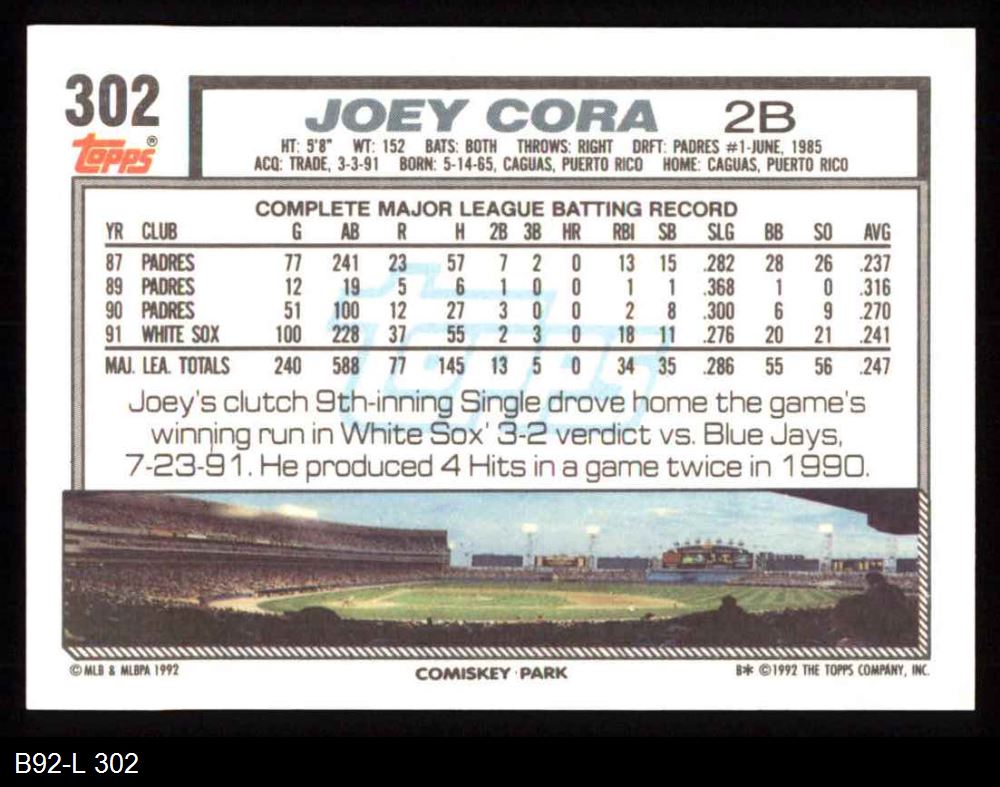 302
Topps®
JOEY CORA 2B
HT: 5'8" WT: 152 BATS: BOTH THROWS: RIGHT DRFT: PADRES #1-JUNE, 1985
ACQ: TRADE, 3-3-91 BORN: 5-14-65, CAGUAS, PUERTO RICO HOME: CAGUAS, PUERTO RICO
COMPLETE MAJOR LEAGUE BATTING RECORD
YR CLUB G AB R H 2B 3B HR RBI SB SLG BB SO AVG
87 PADRES 77 241 23 57 7 2 0 13 15 .282 28 26 .237
89 PADRES 12 19 5 6 1 0 0 1 1 .368 1 0 .316
90 PADRES 51 100 12 27 3 0 0 2 8 .300 6 9 .270
91 WHITE SOX 100 228 37 55 2 3 0 18 11 .276 20 21 .241
MAJ. LEA. TOTALS 240 588 77 145 13 5 0 34 35 .286 55 56 .247
Topps
Joey's clutch 9th-inning Single drove home the game's
winning run in White Sox' 3-2 verdict vs. Blue Jays,
7-23-91. He produced 4 Hits in a game twice in 1990.
© MLB & MLBPA 1992
COMISKEY PARK
B* ©1992 THE TOPPS COMPANY, INC.
B92-L 302